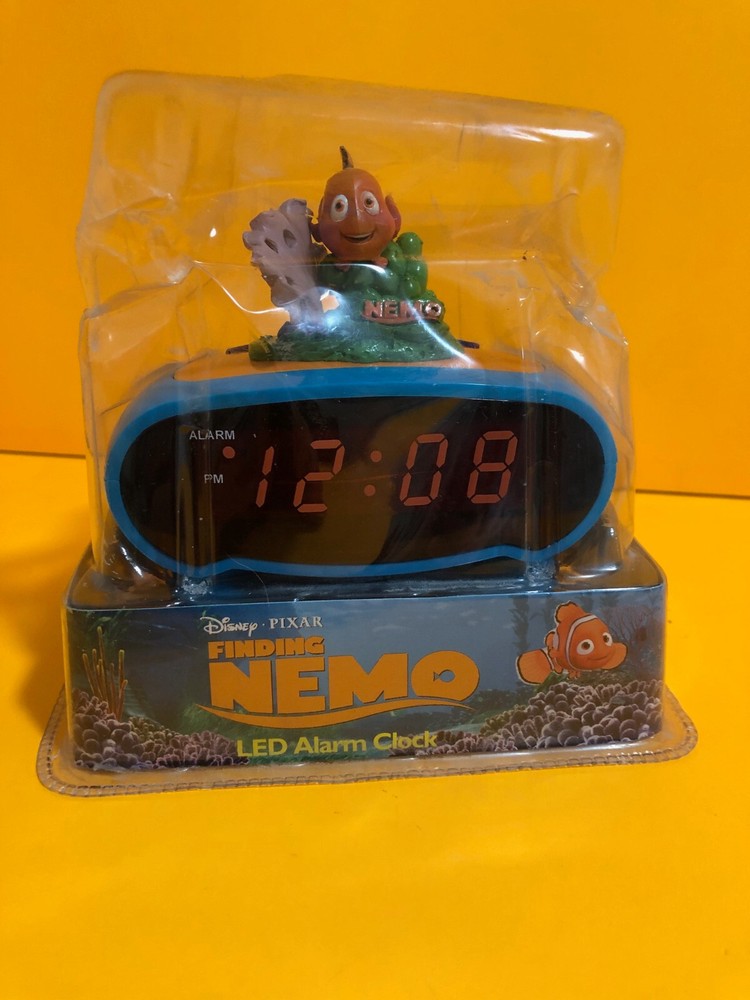 NEMO
ALARM
PM
12:08
Disney · PIXAR
FINDING
NEMO
LED Alarm Clock